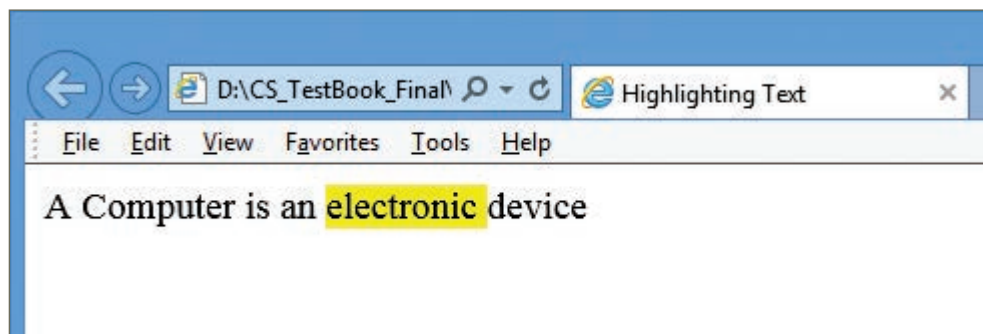 D:\CS_TestBook_Final\ Highlighting Text
File Edit View Favorites Tools Help
A Computer is an electronic device